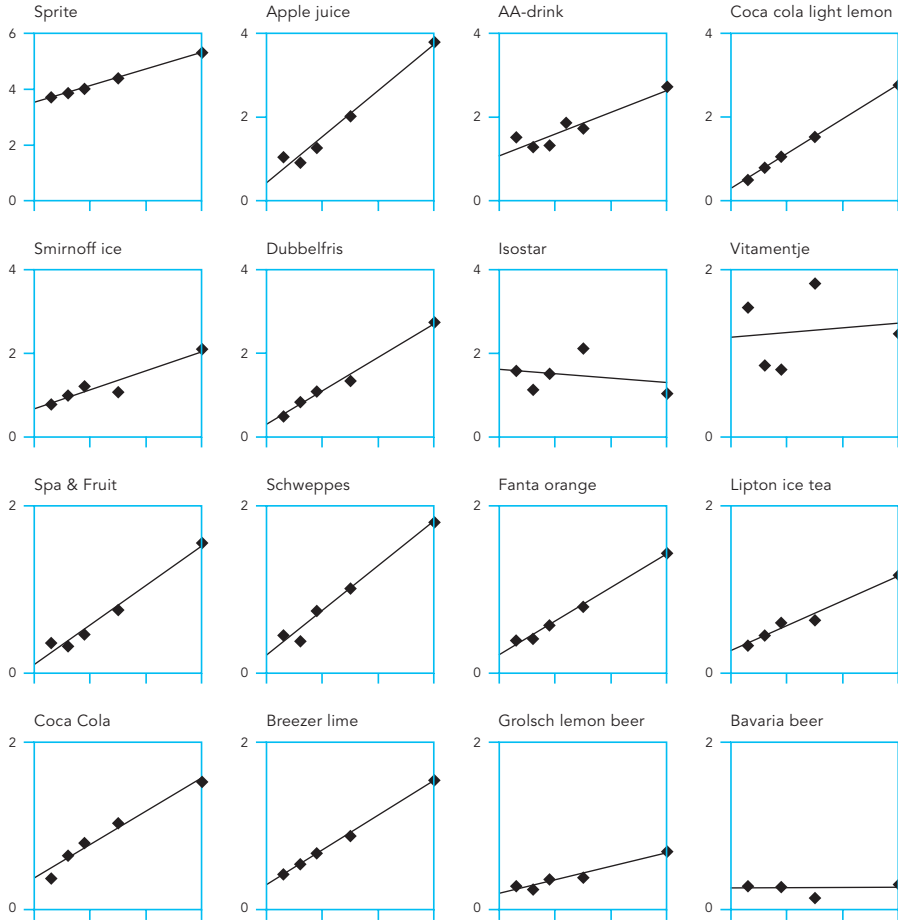 Sprite
Apple juice
AA-drink
Coca cola light lemon
6
4
2
0
4
2
0
4
2
0
4
2
0
Smirnoff ice
Dubbelfris
Isostar
Vitamentje
4
2
0
4
2
0
4
2
0
2
0
Spa & Fruit
Schweppes
Fanta orange
Lipton ice tea
2
0
2
0
2
0
2
0
Coca Cola
Breezer lime
Grolsch lemon beer
Bavaria beer
2
0
2
0
2
0
2
0